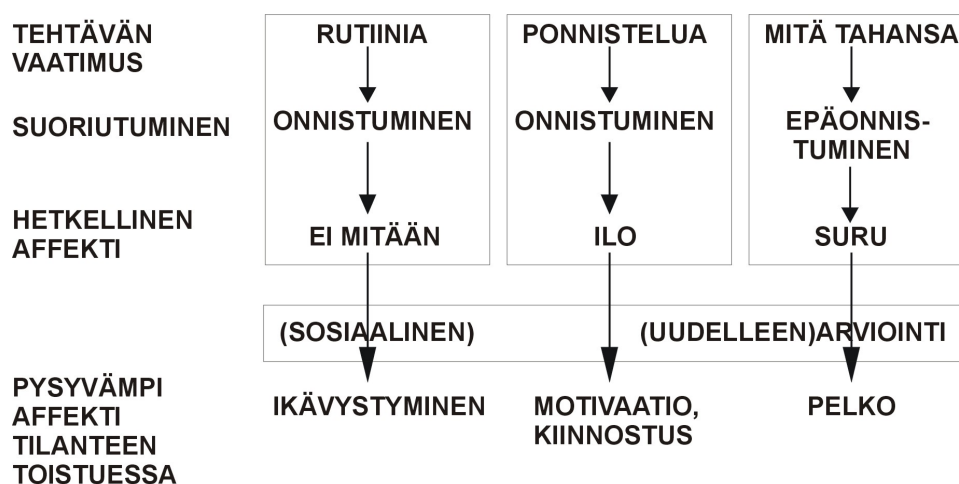 TEHTÄVÄN
VAATIMUS
RUTIINIA
PONNISTELUA
MITÄ TAHANSA
SUORIUTUMINEN
ONNISTUMINEN
ONNISTUMINEN
EPÄONNIS-
TUMINEN
HETKELLINEN
AFFEKTI
EI MITÄÄN
ILO
SURU
(SOSIAALINEN)
(UUDELLEEN)ARVIOINTI
PYSYVÄMPI
AFFEKTI
TILANTEEN
TOISTUESSA
IKÄVYSTYMINEN
MOTIVAATIO,
KIINNOSTUS
PELKO